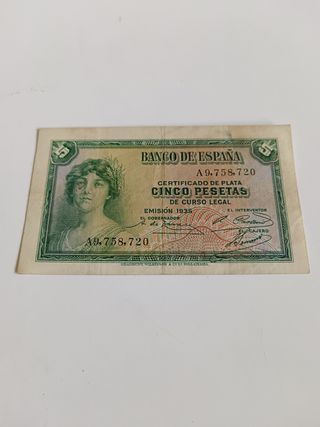 BANCO DE ESPAÑA
A9,758,720
CERTIFICADO DE PLATA
5 CINCO PESETAS 5
DE CURSO LEGAL
EMISIÓN 1935
EL GOBERNADOR
EL INTERVENTOR
A9,758,720
EL CAJERO